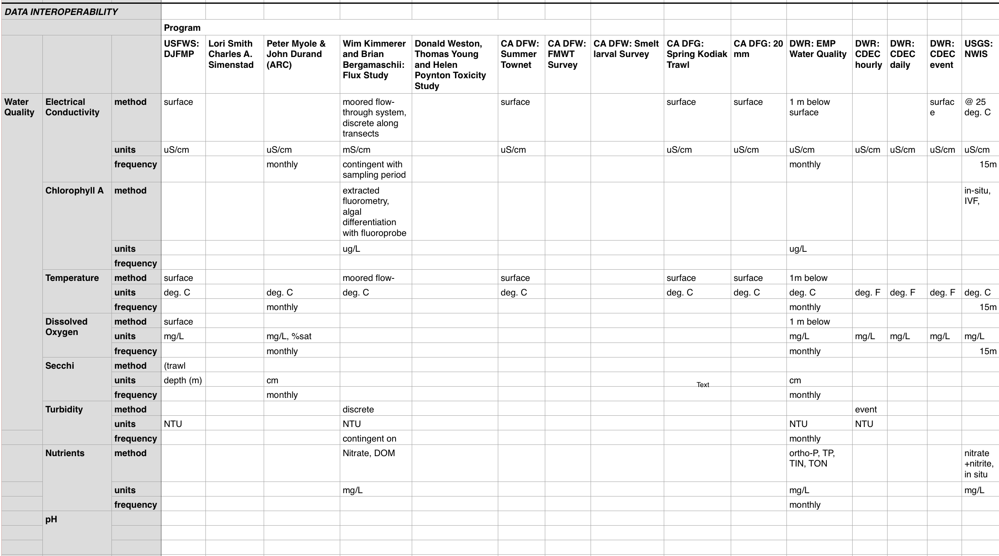 DATA INTEROPERABILITY
Program
USFWS: DJFMP Lori Smith Charles A. Simenstad Peter Myole & John Durand (ARC) Wim Kimmerer and Brian Bergamaschii: Flux Study Donald Weston, Thomas Young and Helen Poynton Toxicity Study CA DFW: Summer Townet CA DFW: FMWT Survey CA DFW: Smelt larval Survey CA DFG: Spring Kodiak Trawl CA DFG: 20 mm DWR: EMP Water Quality DWR: CDEC hourly DWR: CDEC daily DWR: CDEC event USGS: NWIS
Water Quality Electrical Conductivity method surface moored flow-through system, discrete along transects surface surface surface 1 m below surface surface @ 25 deg. C
units uS/cm uS/cm mS/cm uS/cm uS/cm uS/cm uS/cm uS/cm uS/cm uS/cm uS/cm
frequency monthly contingent with sampling period monthly 15m
Chlorophyll A method extracted fluorometry, algal differentiation with fluoroprobe in-situ, IVF,
units ug/L ug/L
frequency
Temperature method surface moored flow- surface surface surface 1m below
units deg. C deg. C deg. C deg. C deg. C deg. C deg. C deg. F deg. F deg. F deg. C
frequency monthly monthly 15m
Dissolved Oxygen method surface 1 m below
units mg/L mg/L, %sat mg/L mg/L mg/L mg/L mg/L
frequency monthly monthly 15m
Secchi method (trawl
units depth (m) cm Text cm
frequency monthly monthly
Turbidity method discrete event
units NTU NTU NTU NTU
frequency contingent on monthly
Nutrients method Nitrate, DOM ortho-P, TP, TIN, TON nitrate +nitrite, in situ
units mg/L mg/L mg/L
frequency monthly
pH